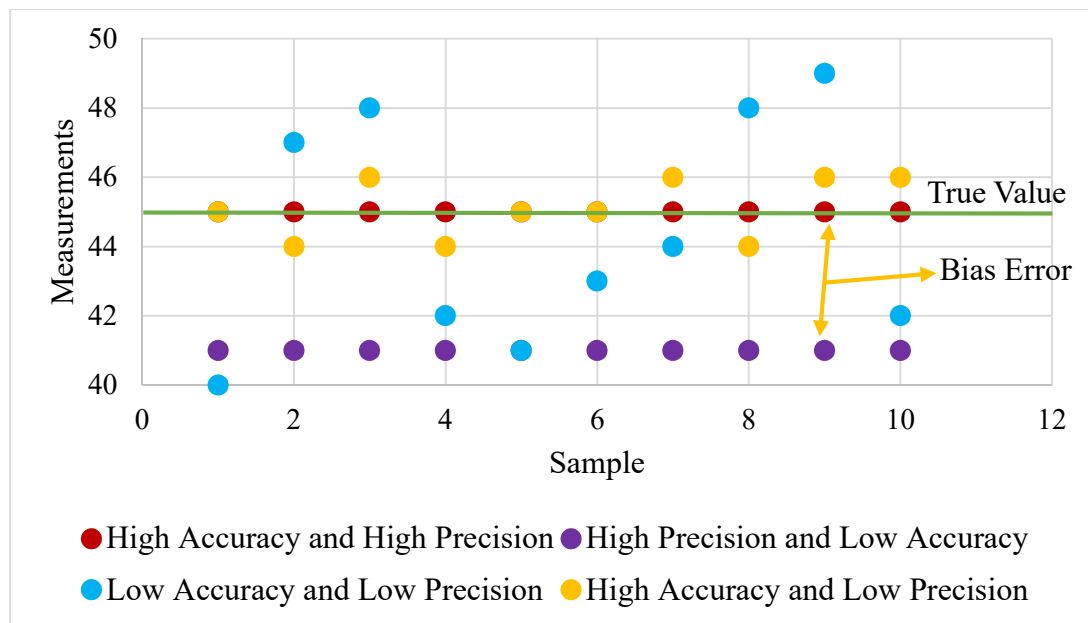 50
48
46
44
42
40
Measurements
True Value
Bias Error
0 2 4 6 8 10 12
Sample
High Accuracy and High Precision High Precision and Low Accuracy
Low Accuracy and Low Precision High Accuracy and Low Precision